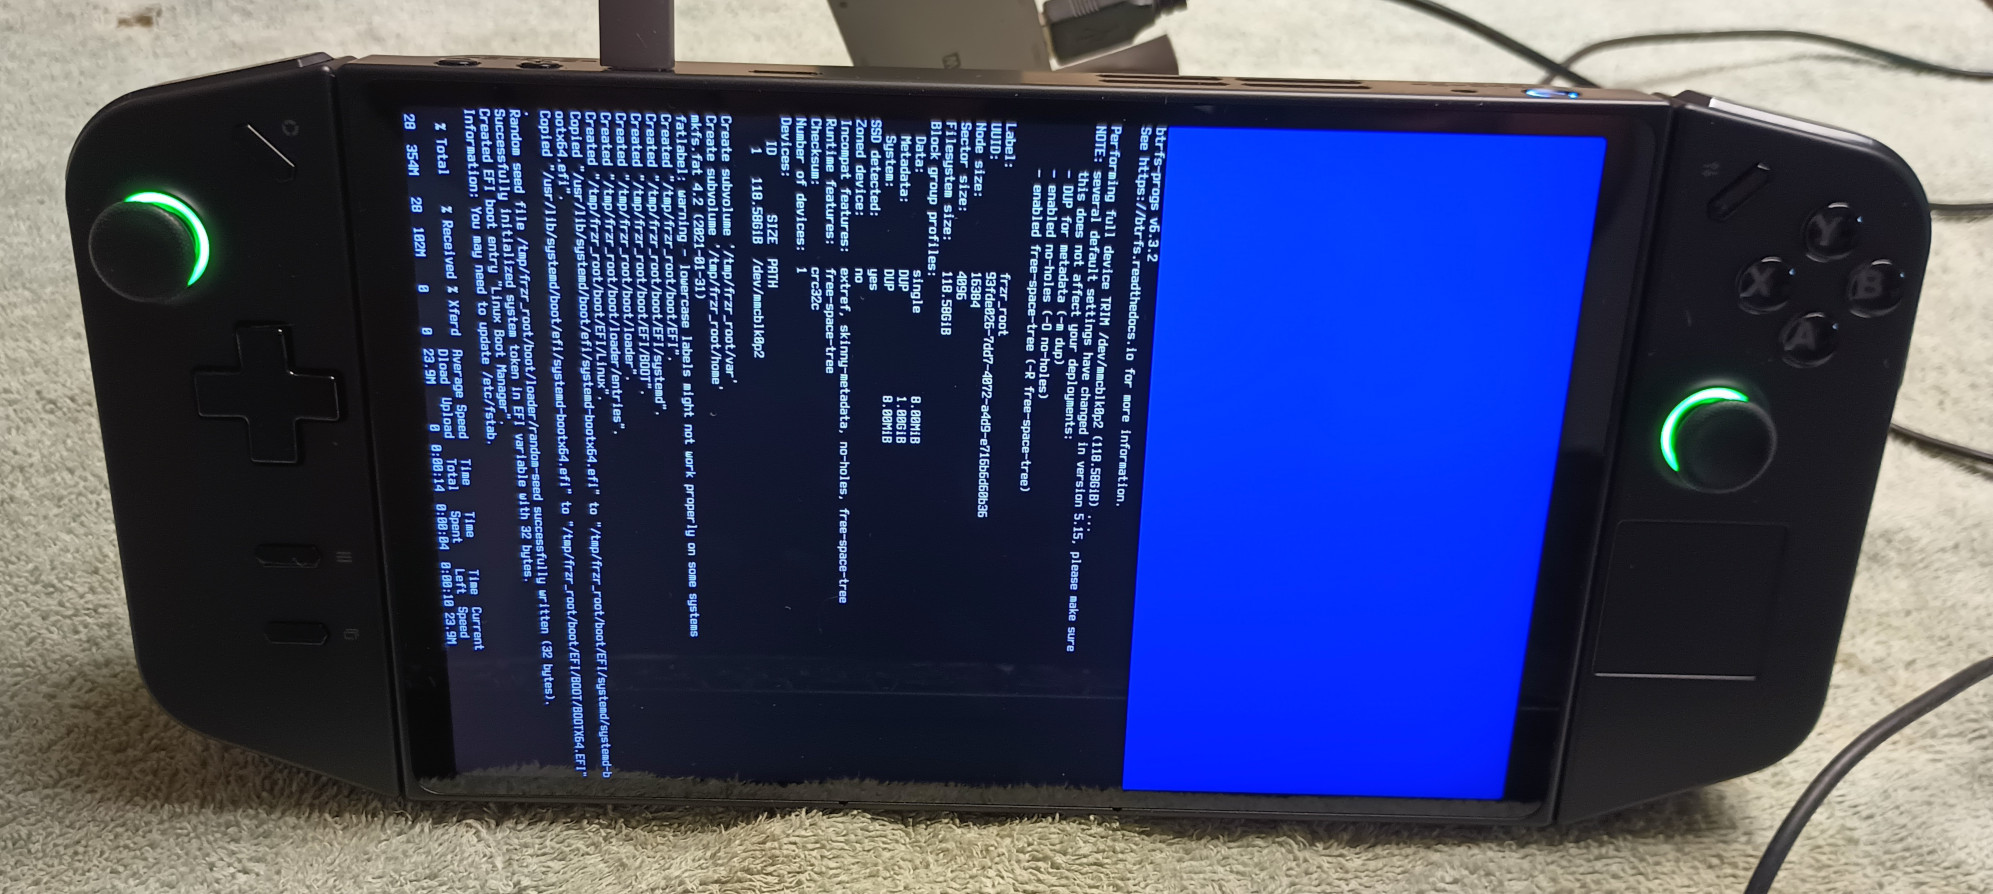 btrfs-progs v6.3.2
See https://btrfs.readthedocs.io for more information.
Performing full device TRIM /dev/mmcblk0p2 (118.58GiB) ...
NOTE: several default settings have changed in version 5.15, please make sure
this does not affect your deployments:
- DUP for metadata (-m dup)
- enabled no-holes (-O no-holes)
- enabled free-space-tree (-R free-space-tree)
Label: frzr_root
UUID: 93fde026-7dd7-4072-a4d9-e716b6d60b36
Node size: 16384
Sector size: 4096
Filesystem size: 118.58GiB
Block group profiles:
Data: single 8.00MiB
Metadata: DUP 1.00GiB
System: DUP 8.00MiB
SSD detected: yes
Zoned device: no
Incompat features: extref, skinny-metadata, no-holes, free-space-tree
Runtime features: free-space-tree
Checksum: crc32c
Number of devices: 1
Devices:
ID SIZE PATH
1 118.58GiB /dev/mmcblk0p2
Create subvolume '/tmp/frzr_root/var'
Create subvolume '/tmp/frzr_root/home'
mkfs.fat 4.2 (2021-01-31)
fatlabel: warning - lowercase labels might not work properly on some systems
Created "/tmp/frzr_root/boot/EFI".
Created "/tmp/frzr_root/boot/EFI/systemd".
Created "/tmp/frzr_root/boot/EFI/BOOT".
Created "/tmp/frzr_root/boot/loader".
Created "/tmp/frzr_root/boot/loader/entries".
Created "/tmp/frzr_root/boot/EFI/Linux".
Copied "/usr/lib/systemd/boot/efi/systemd-bootx64.efi" to "/tmp/frzr_root/boot/EFI/systemd/systemd-b
ootx64.efi".
Copied "/usr/lib/systemd/boot/efi/systemd-bootx64.efi" to "/tmp/frzr_root/boot/EFI/BOOT/BOOTX64.EFI"
.
Random seed file /tmp/frzr_root/boot/loader/random-seed successfully written (32 bytes).
Successfully initialized system token in EFI variable with 32 bytes.
Created EFI boot entry "Linux Boot Manager".
Information: You may need to update /etc/fstab.
% Total % Received % Xferd Average Speed Time Time Time Current
Dload Upload Total Spent Left Speed
28 354M 28 102M 0 0 23.9M 0 0:00:14 0:00:04 0:00:10 23.9M
Y
B
X
A